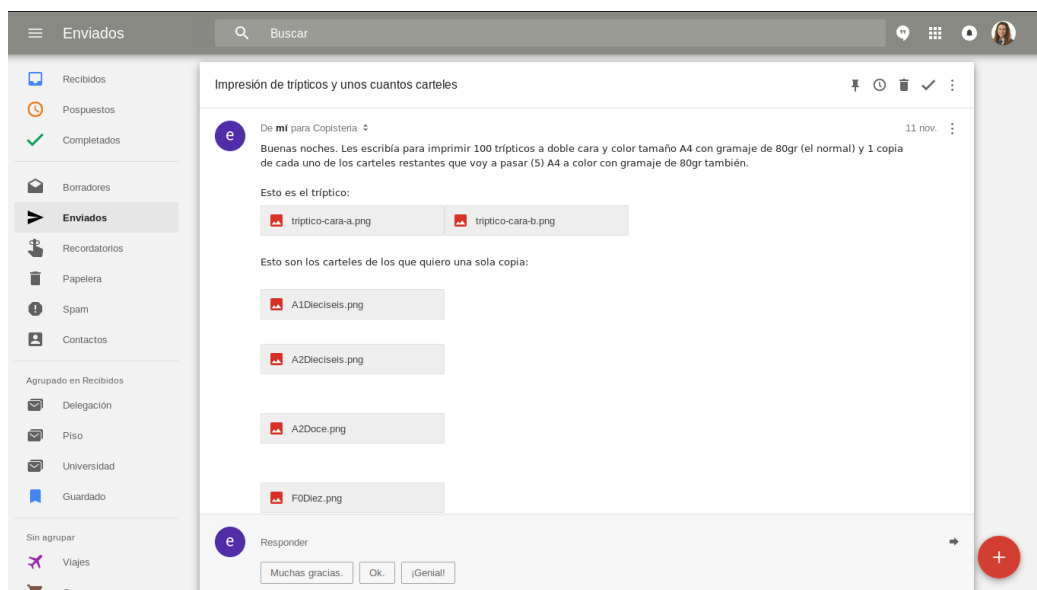 Enviados
Buscar
Recibidos
Pospuestos
Completados
Borradores
Enviados
Recordatorios
Papelera
Spam
Contactos
Agrupado en Recibidos
Delegación
Piso
Universidad
Guardado
Sin agrupar
Viajes
Impresión de trípticos y unos cuantos carteles
e
De mí para Copisteria
11 nov.
Buenas noches. Les escribía para imprimir 100 trípticos a doble cara y color tamaño A4 con gramaje de 80gr (el normal) y 1 copia
de cada uno de los carteles restantes que voy a pasar (5) A4 a color con gramaje de 80gr también.
Esto es el tríptico:
triptico-cara-a.png
triptico-cara-b.png
Esto son los carteles de los que quiero una sola copia:
A1Dieciseis.png
A2Dieciseis.png
A2Doce.png
F0Diez.png
e
Responder
Muchas gracias.
Ok.
¡Genial!